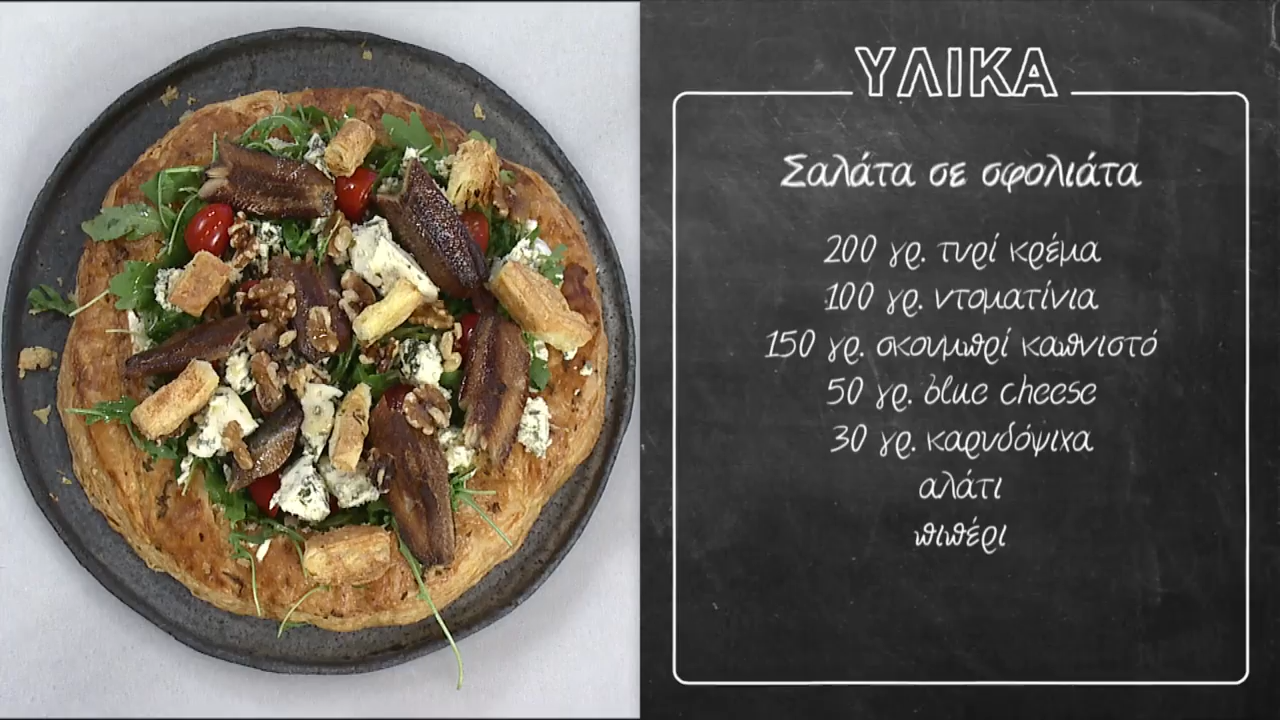 ΥΛΙΚΑ
Σαλάτα σε σφολιάτα
200 γρ. τυρί κρέμα
100 γρ. ντοματίνια
150 γρ. σκουμπρί καπνιστό
50 γρ. blue cheese
30 γρ. καρυδόψιχα
αλάτι
πιπέρι